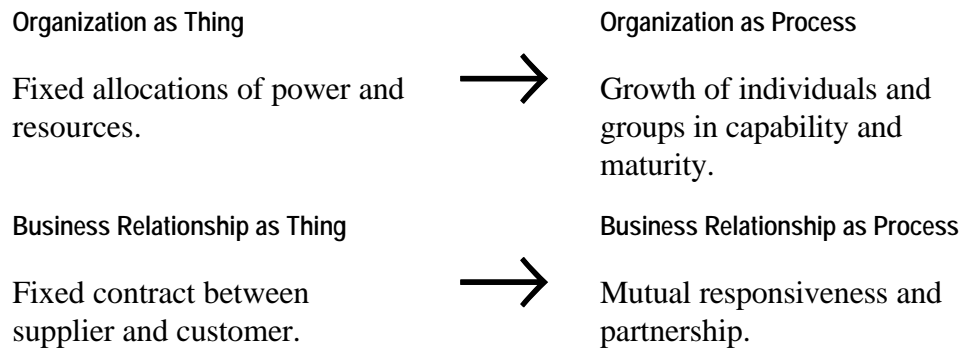 Organization as Thing
Organization as Process
Fixed allocations of power and
resources.
Growth of individuals and
groups in capability and
maturity.
Business Relationship as Thing
Business Relationship as Process
Fixed contract between
supplier and customer.
Mutual responsiveness and
partnership.